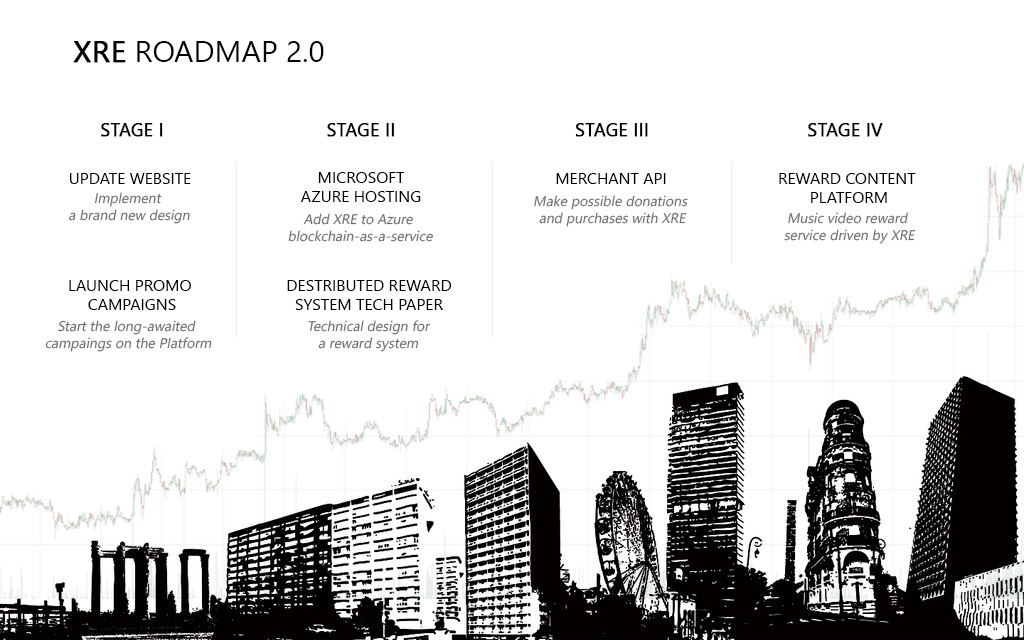 XRE ROADMAP 2.0
STAGE I
UPDATE WEBSITE
Implement
a brand new design
LAUNCH PROMO
CAMPAIGNS
Start the long-awaited
campaings on the Platform
STAGE II
MICROSOFT
AZURE HOSTING
Add XRE to Azure
blockchain-as-a-service
DESTRIBUTED REWARD
SYSTEM TECH PAPER
Technical design for
a reward system
STAGE III
MERCHANT API
Make possible donations
and purchases with XRE
STAGE IV
REWARD CONTENT
PLATFORM
Music video reward
service driven by XRE